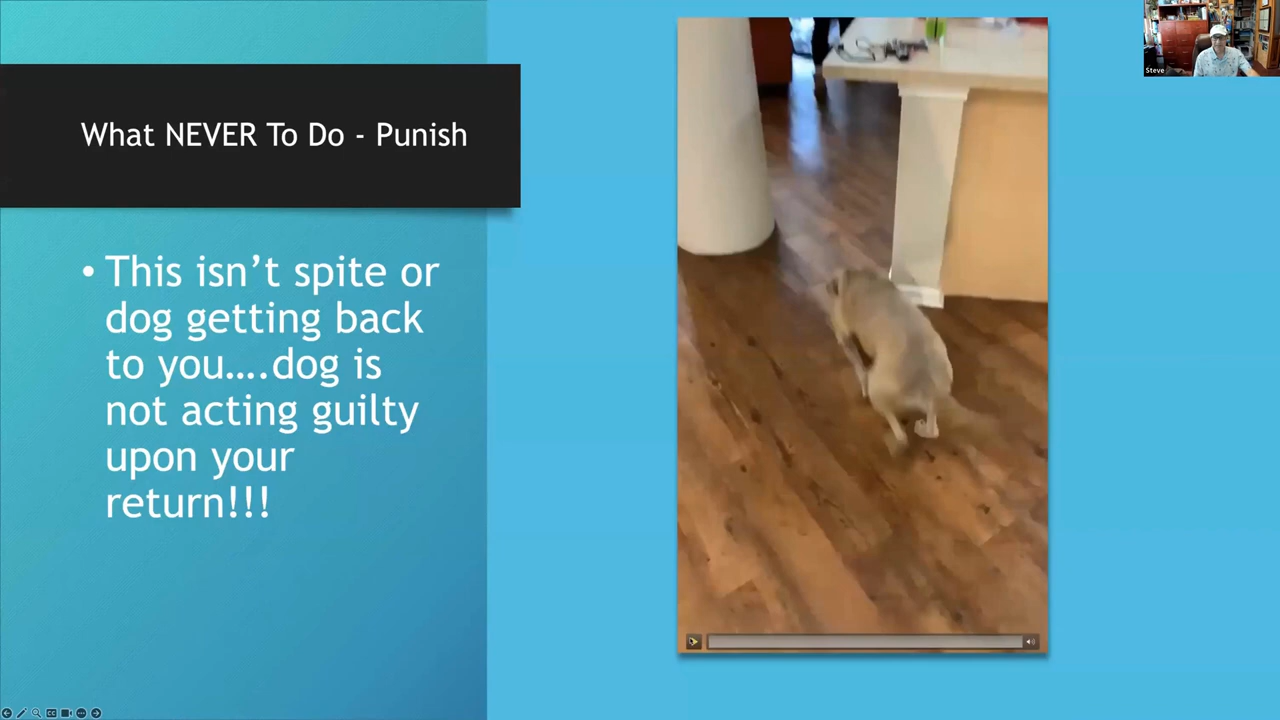 What NEVER To Do - Punish
• This isn’t spite or
dog getting back
to you….dog is
not acting guilty
upon your
return!!!
Steve
CC